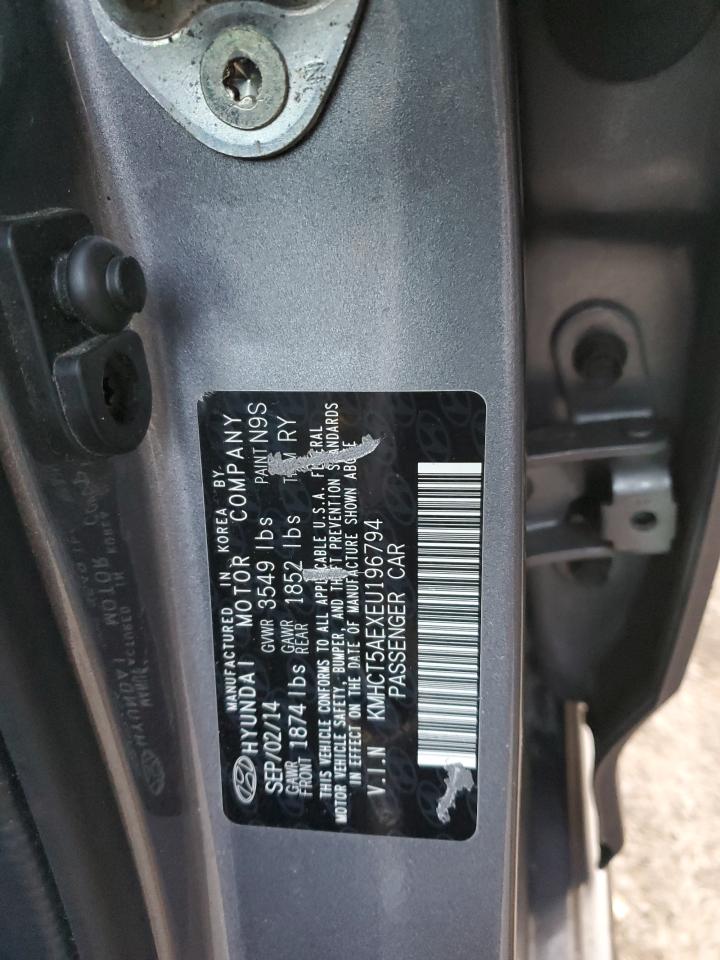 MANUFACTURED IN KOREA BY
HYUNDAI MOTOR COMPANY
SEP/02/14 GVWR 3549 lbs PAINT N9S
GAWR FRONT 1874 lbs GAWR REAR 1852 lbs RY
THIS VEHICLE CONFORMS TO ALL APPLICABLE U.S.A. FEDERAL
MOTOR VEHICLE SAFETY, BUMPER, AND THEFT PREVENTION STANDARDS
IN EFFECT ON THE DATE OF MANUFACTURE SHOWN ABOVE
V.I.N KMHCT5AEXEU196794
PASSENGER CAR